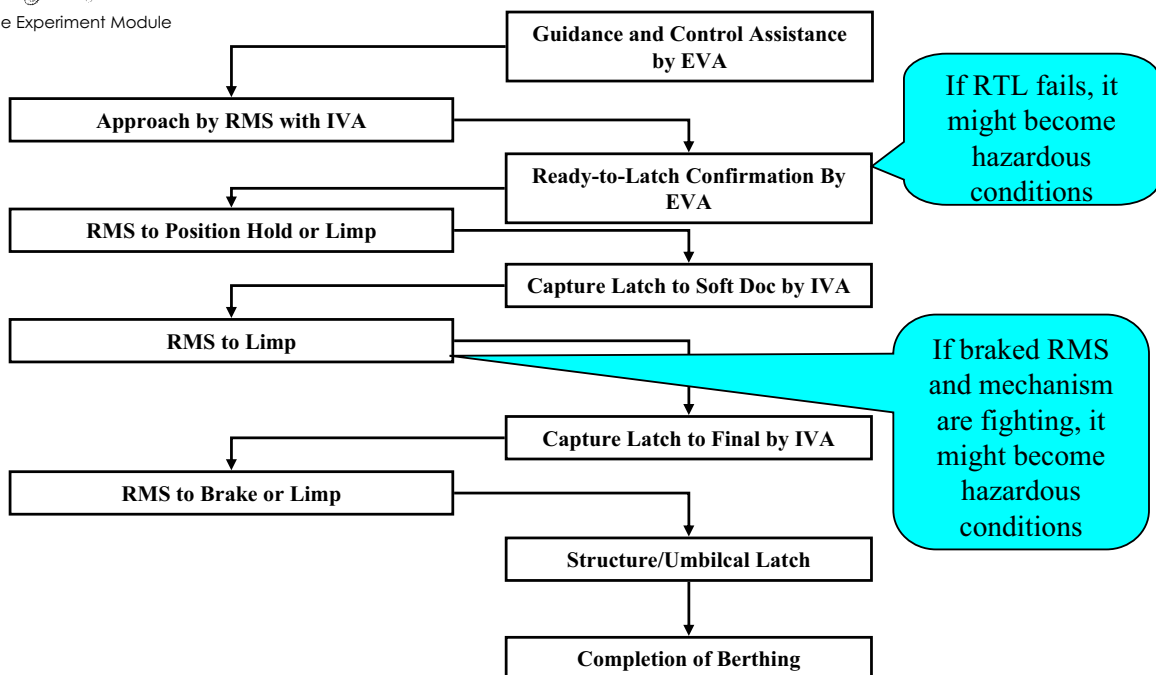 e Experiment Module
Guidance and Control Assistance
by EVA
Approach by RMS with IVA
If RTL fails, it
might become
hazardous
conditions
Ready-to-Latch Confirmation By
EVA
RMS to Position Hold or Limp
Capture Latch to Soft Doc by IVA
RMS to Limp
If braked RMS
and mechanism
are fighting, it
might become
hazardous
conditions
Capture Latch to Final by IVA
RMS to Brake or Limp
Structure/Umbilcal Latch
Completion of Berthing